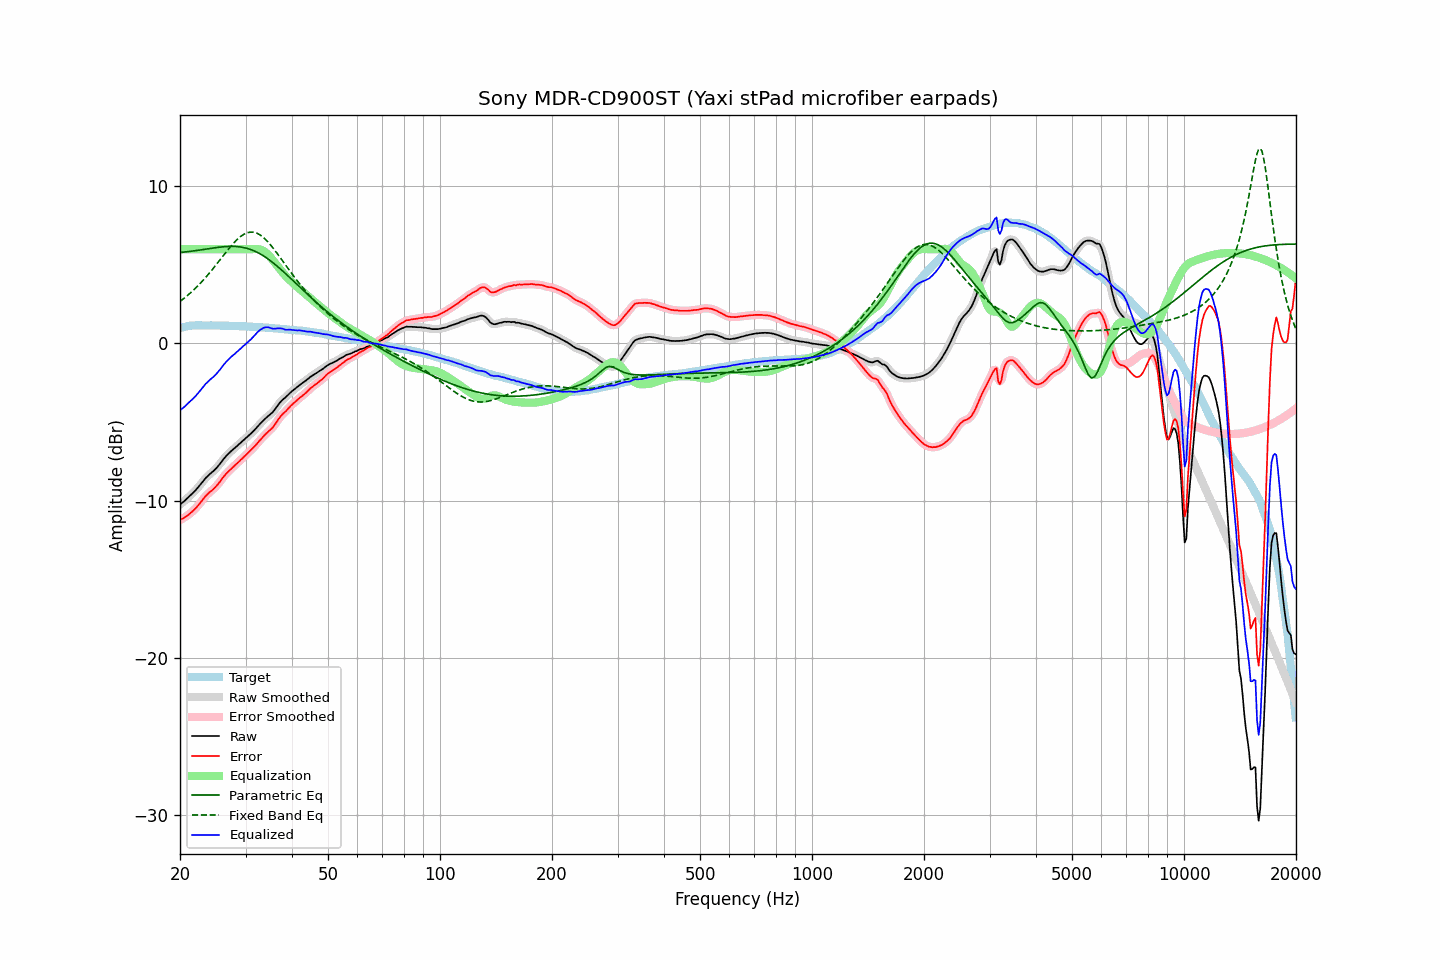 Sony MDR-CD900ST (Yaxi stPad microfiber earpads)
10
0
−10
−20
−30
Amplitude (dBr)
Target
Raw Smoothed
Error Smoothed
Raw
Error
Equalization
Parametric Eq
Fixed Band Eq
Equalized
20 50 100 200 500 1000 2000 5000 10000 20000
Frequency (Hz)